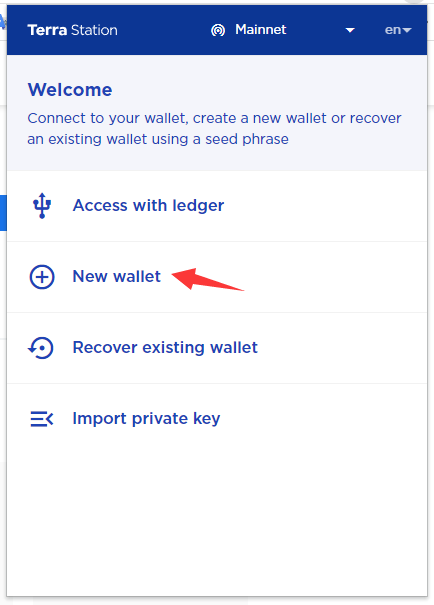 Terra Station
Mainnet
en
Welcome
Connect to your wallet, create a new wallet or recover
an existing wallet using a seed phrase
Access with ledger
New wallet
Recover existing wallet
Import private key